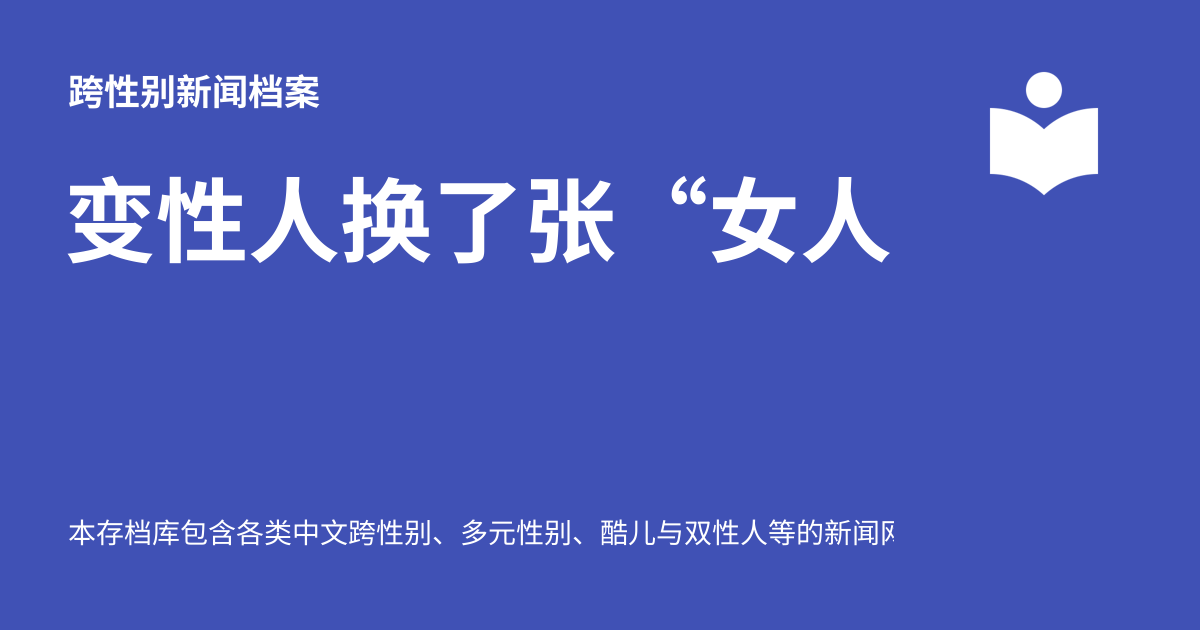 跨性别新闻档案
变性人换了张“女人
本存档库包含各类中文跨性别、多元性别、酷儿与双性人等的新闻